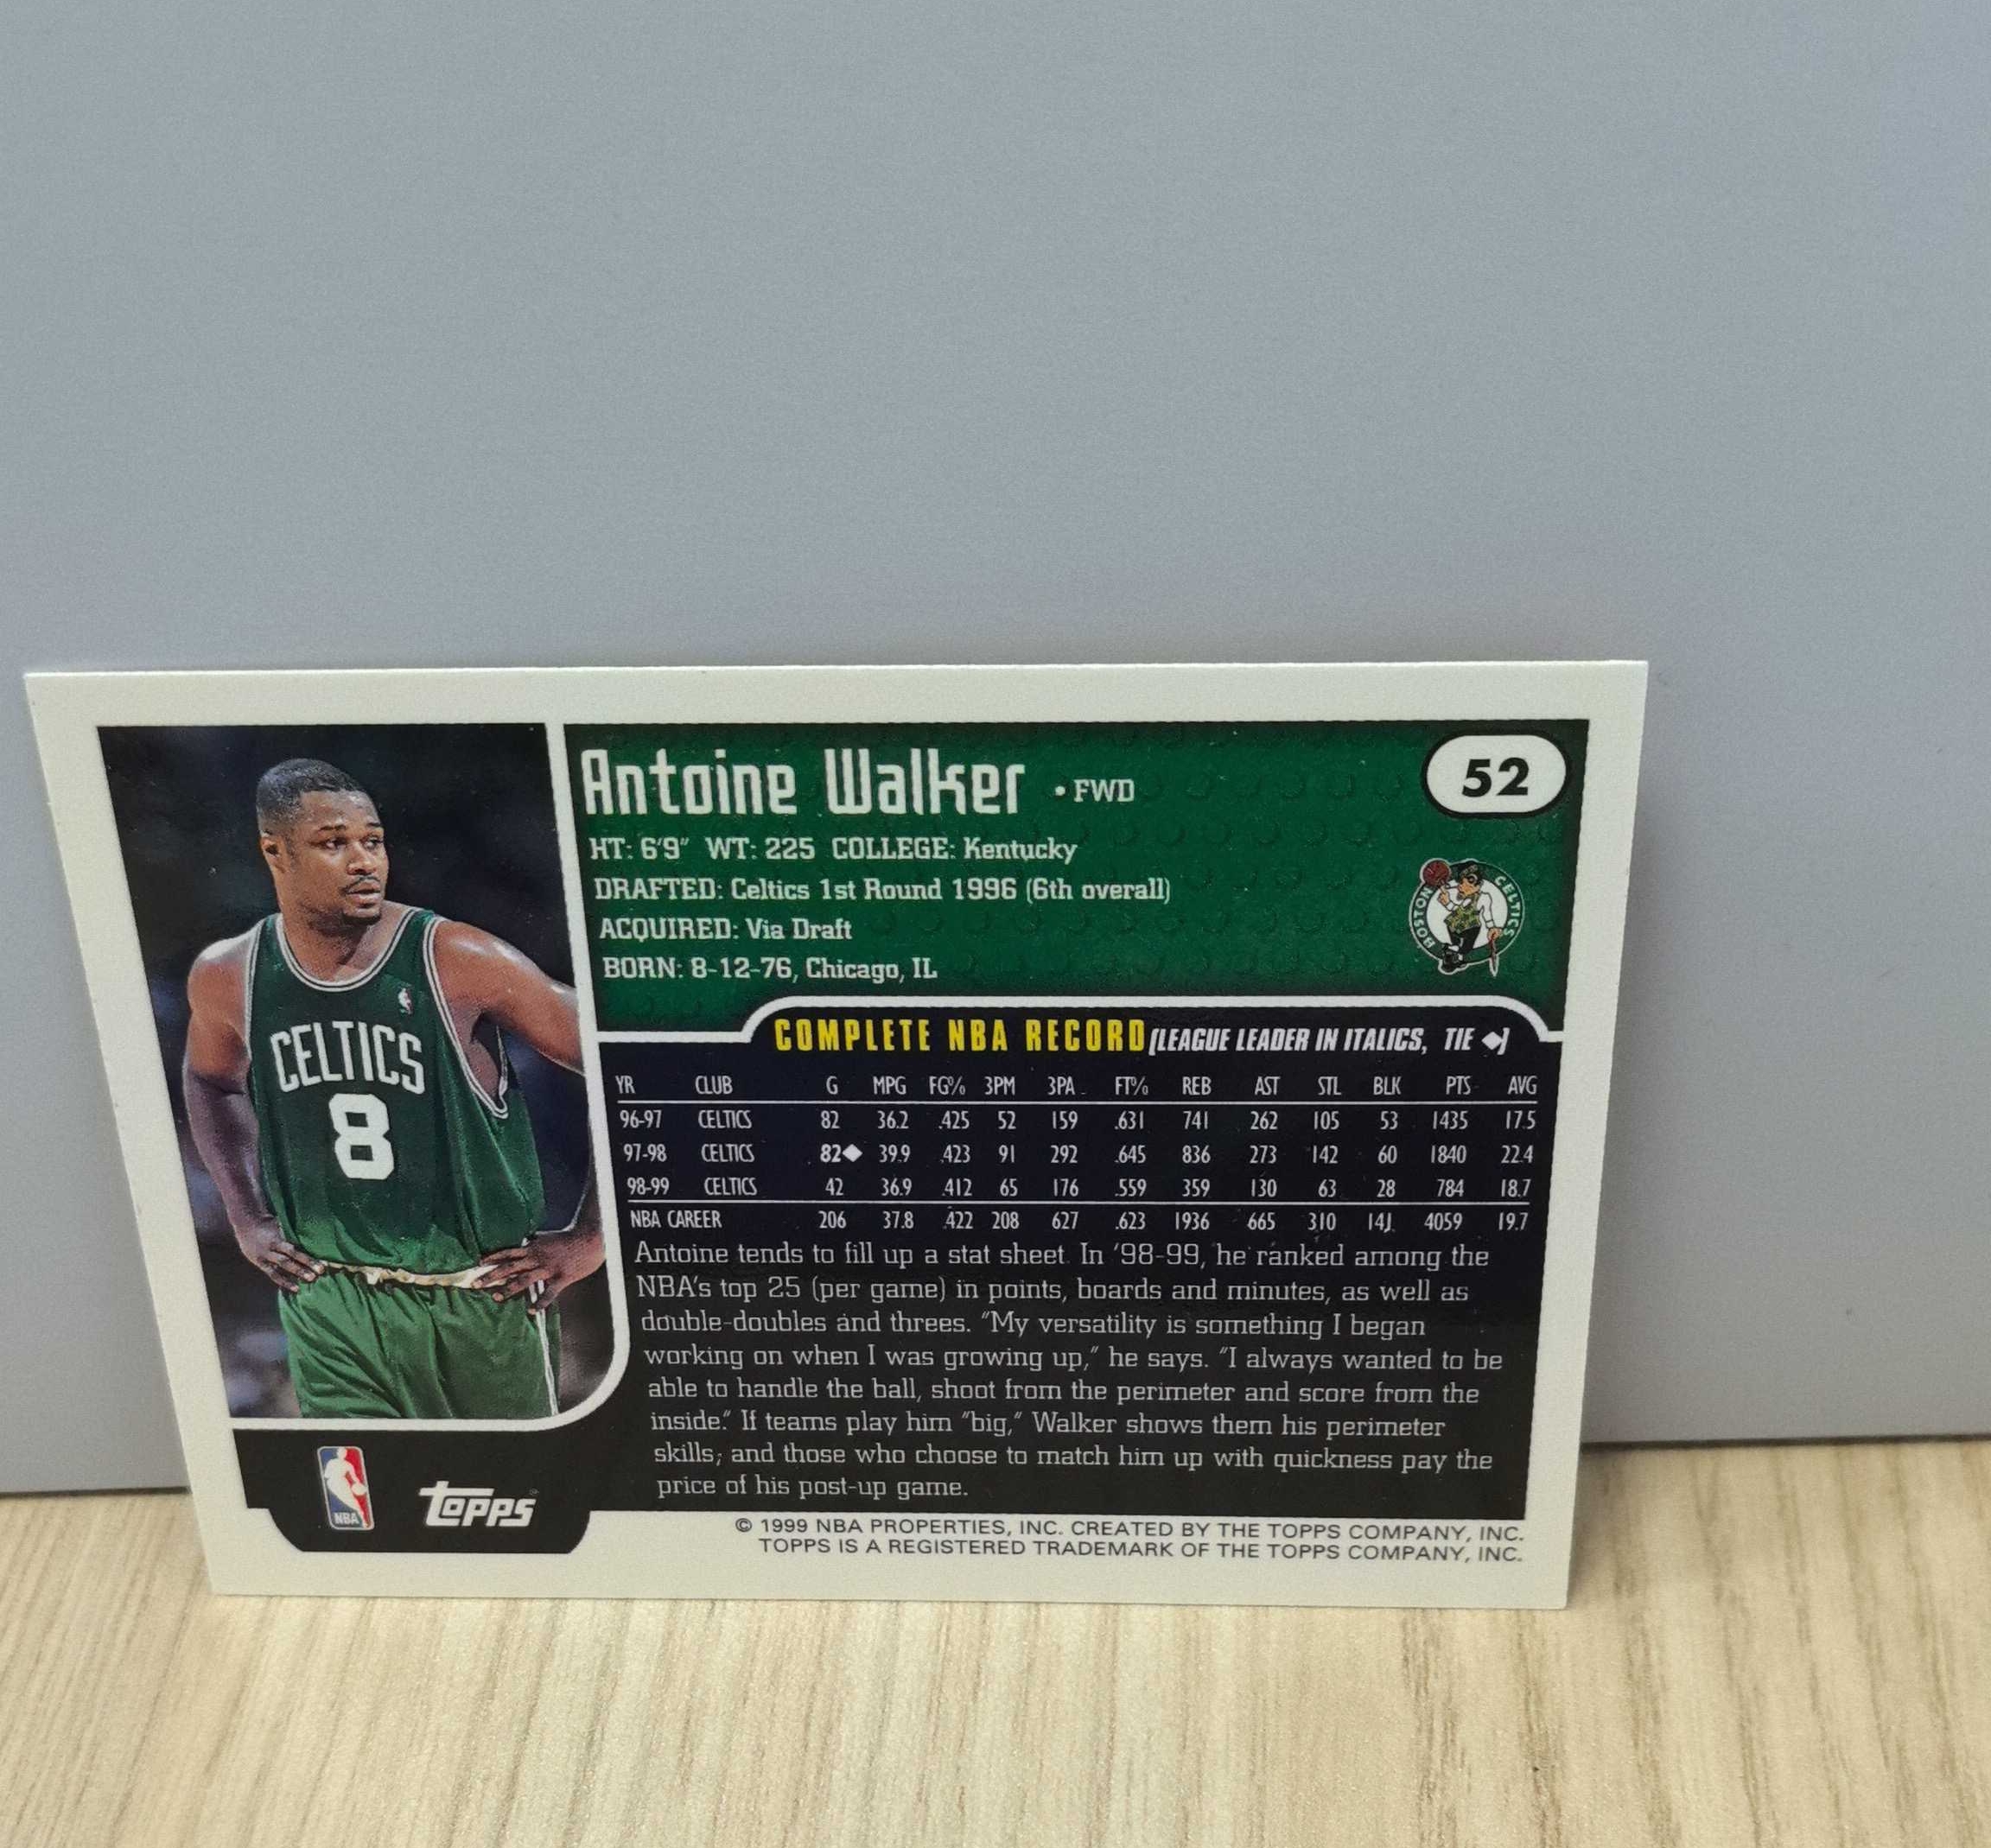 Antoine Walker • FWD
52
HT: 6'9" WT: 225 COLLEGE: Kentucky
DRAFTED: Celtics 1st Round 1996 (6th overall)
ACQUIRED: Via Draft
BORN: 8-12-76, Chicago, IL
BOSTON CELTICS
CELTICS
8
COMPLETE NBA RECORD (LEAGUE LEADER IN ITALICS, TIE ◆)
YR CLUB G MPG FG% 3PM 3PA FT% REB AST STL BLK PTS AVG
96-97 CELTICS 82 36.2 .425 52 159 .631 741 262 105 53 1435 17.5
97-98 CELTICS 82◆ 39.9 .423 91 292 .645 836 273 142 60 1840 22.4
98-99 CELTICS 42 36.9 .412 65 176 .559 359 130 63 28 784 18.7
NBA CAREER 206 37.8 .422 208 627 .623 1936 665 310 141 4059 19.7
Antoine tends to fill up a stat sheet. In '98-99, he ranked among the
NBA's top 25 (per game) in points, boards and minutes, as well as
double-doubles and threes. "My versatility is something I began
working on when I was growing up," he says. "I always wanted to be
able to handle the ball, shoot from the perimeter and score from the
inside." If teams play him "big," Walker shows them his perimeter
skills; and those who choose to match him up with quickness pay the
price of his post-up game.
NBA
topps
© 1999 NBA PROPERTIES, INC. CREATED BY THE TOPPS COMPANY, INC.
TOPPS IS A REGISTERED TRADEMARK OF THE TOPPS COMPANY, INC.